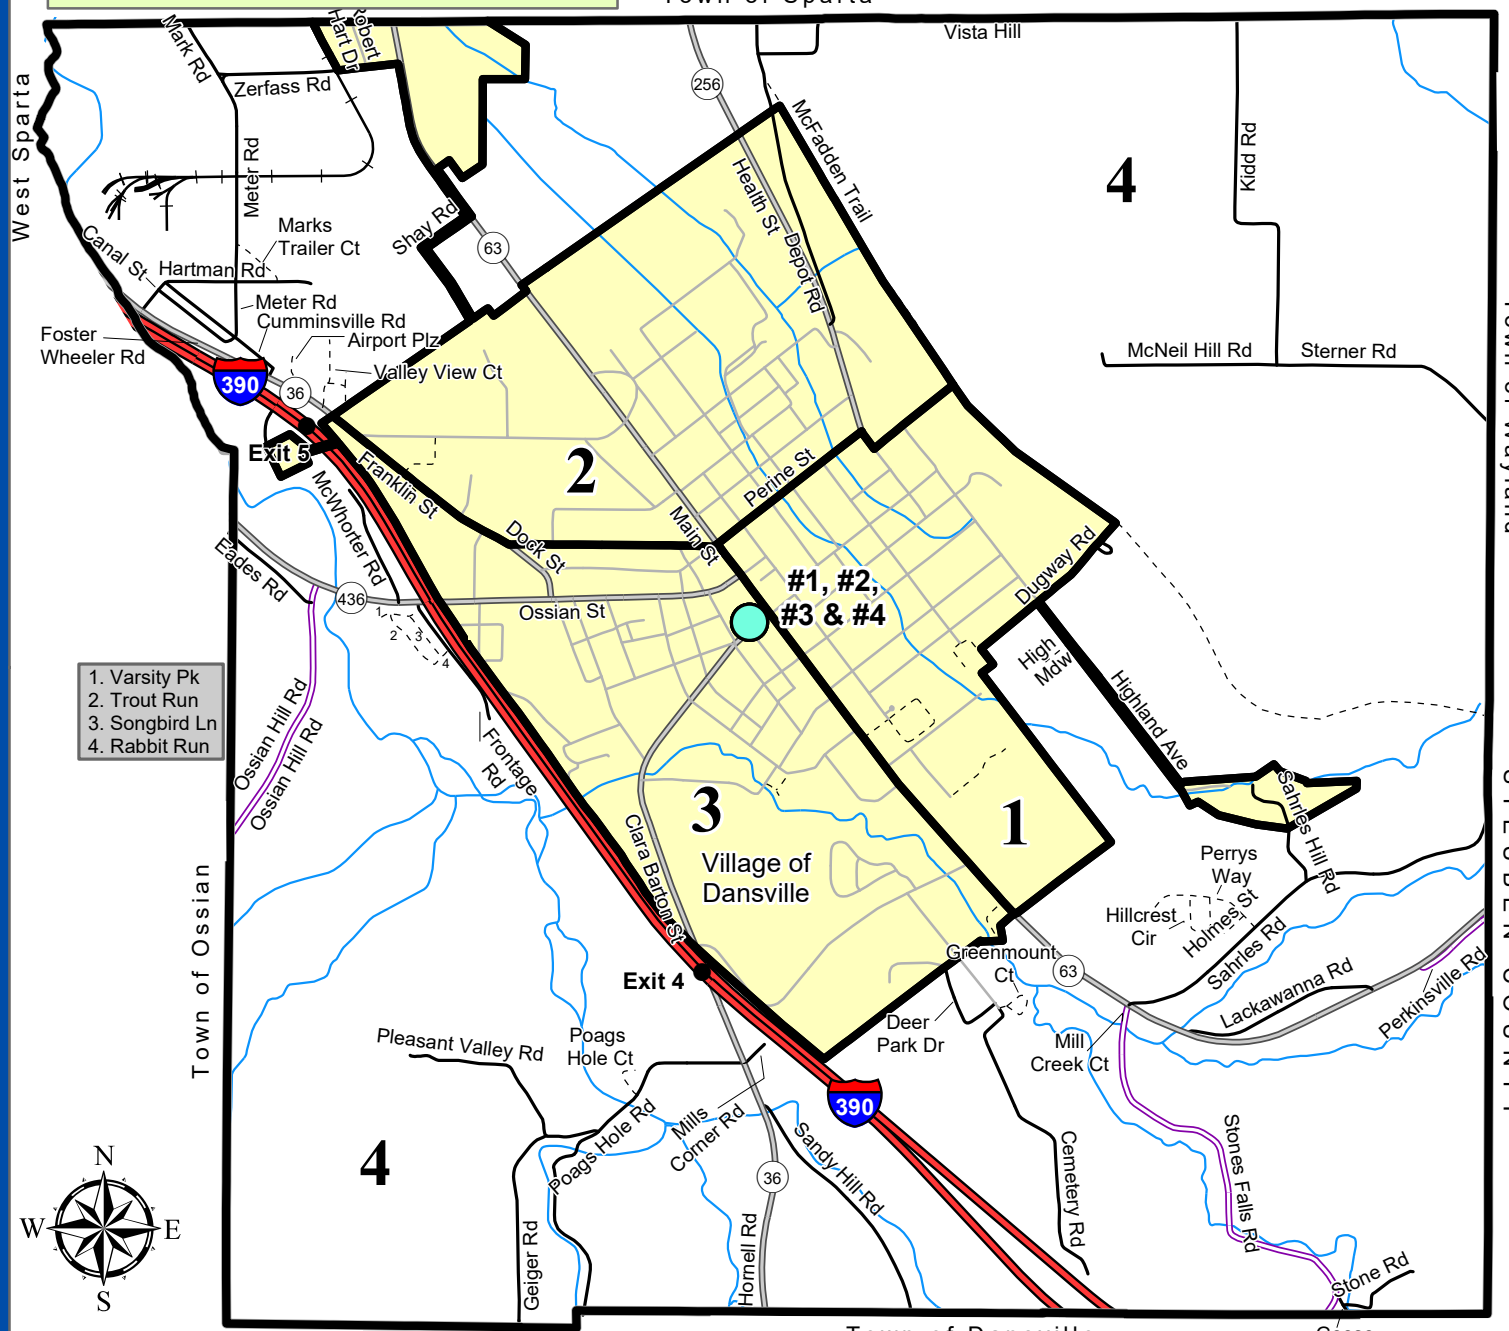 Town of Sparta
Vista Hill
Mark Rd
Robert
Hart Dr
Zerfass Rd
256
McFadden Trail
West Sparta
Meter Rd
Kidd Rd
4
Health St
Marks
Trailer Ct
Shay Rd
63
Canal St
Hartman Rd
Depot Rd
Meter Rd
Cumminsville Rd
Foster
Wheeler Rd
Airport Plz
Valley View Ct
McNeil Hill Rd
Sterner Rd
390
36
Exit 5
Franklin St
2
Perine St
McWhorter Rd
Main St
Dock St
Eades Rd
436
Ossian St
#1, #2,
#3 & #4
Dugway Rd
1
2
3
4
High
Mdw
1. Varsity Pk
2. Trout Run
3. Songbird Ln
4. Rabbit Run
Ossian Hill Rd
Ossian Hill Rd
Frontage
Rd
Highland Ave
Sahrles Hill Rd
3
1
Village of
Dansville
Clara Barton St
Perrys
Way
Hillcrest
Cir
Holmes St
Sahrles Rd
Town of Ossian
Greenmount
Ct
63
Exit 4
Lackawanna Rd
Perkinsville Rd
Deer
Park Dr
Mill
Creek Ct
Pleasant Valley Rd
Poags
Hole Ct
390
Poags Hole Rd
Mills
Corner Rd
Sandy Hill Rd
4
36
Cemetery Rd
Stones Falls Rd
Geiger Rd
Hornell Rd
Stone Rd
N
W
E
S